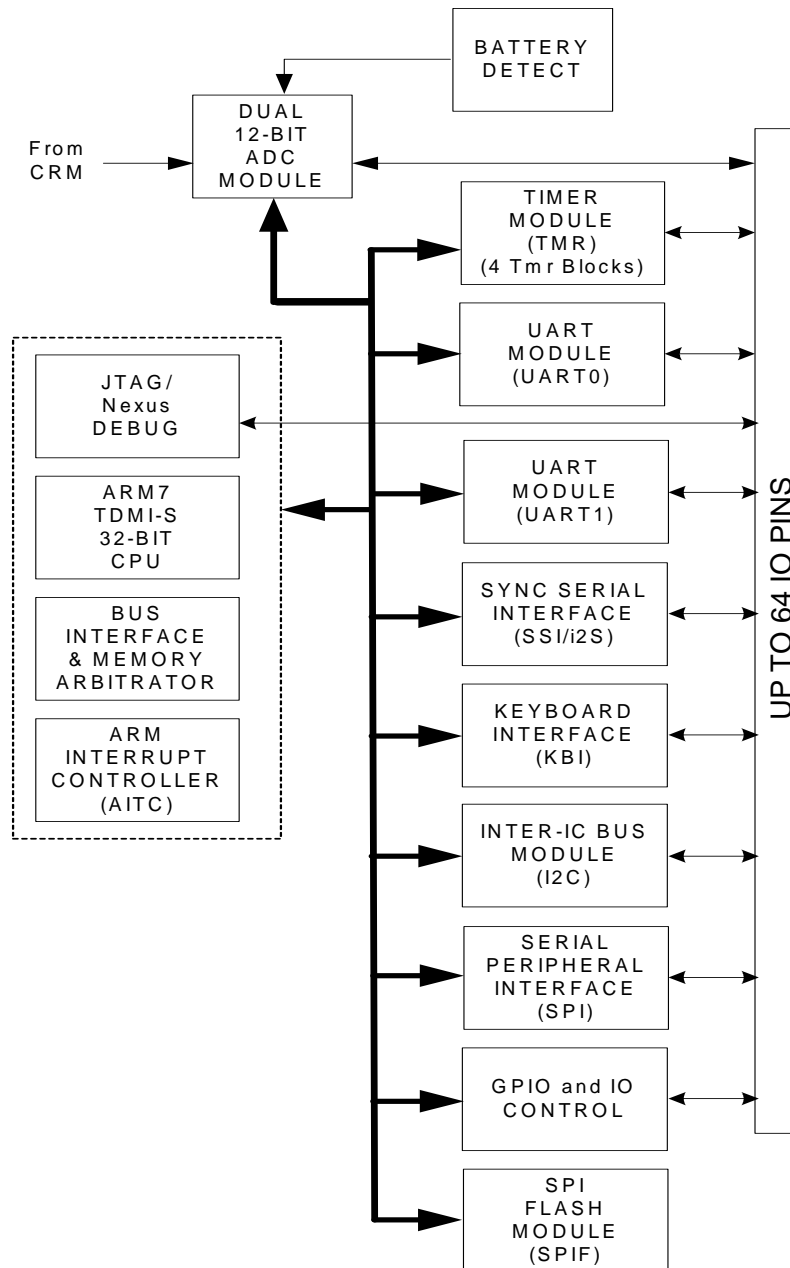 BATTERY
DETECT
DUAL
12-BIT
ADC
MODULE
From
CRM
TIMER
MODULE
(TMR)
(4 Tmr Blocks)
UART
MODULE
(UART0)
JTAG/
Nexus
DEBUG
UART
MODULE
(UART1)
ARM7
TDMI-S
32-BIT
CPU
SYNC SERIAL
INTERFACE
(SSI/i2S)
BUS
INTERFACE
& MEMORY
ARBITRATOR
KEYBOARD
INTERFACE
(KBI)
ARM
INTERRUPT
CONTROLLER
(AITC)
INTER-IC BUS
MODULE
(I2C)
SERIAL
PERIPHERAL
INTERFACE
(SPI)
GPIO and IO
CONTROL
SPI
FLASH
MODULE
(SPIF)
UP TO 64 IO PINS